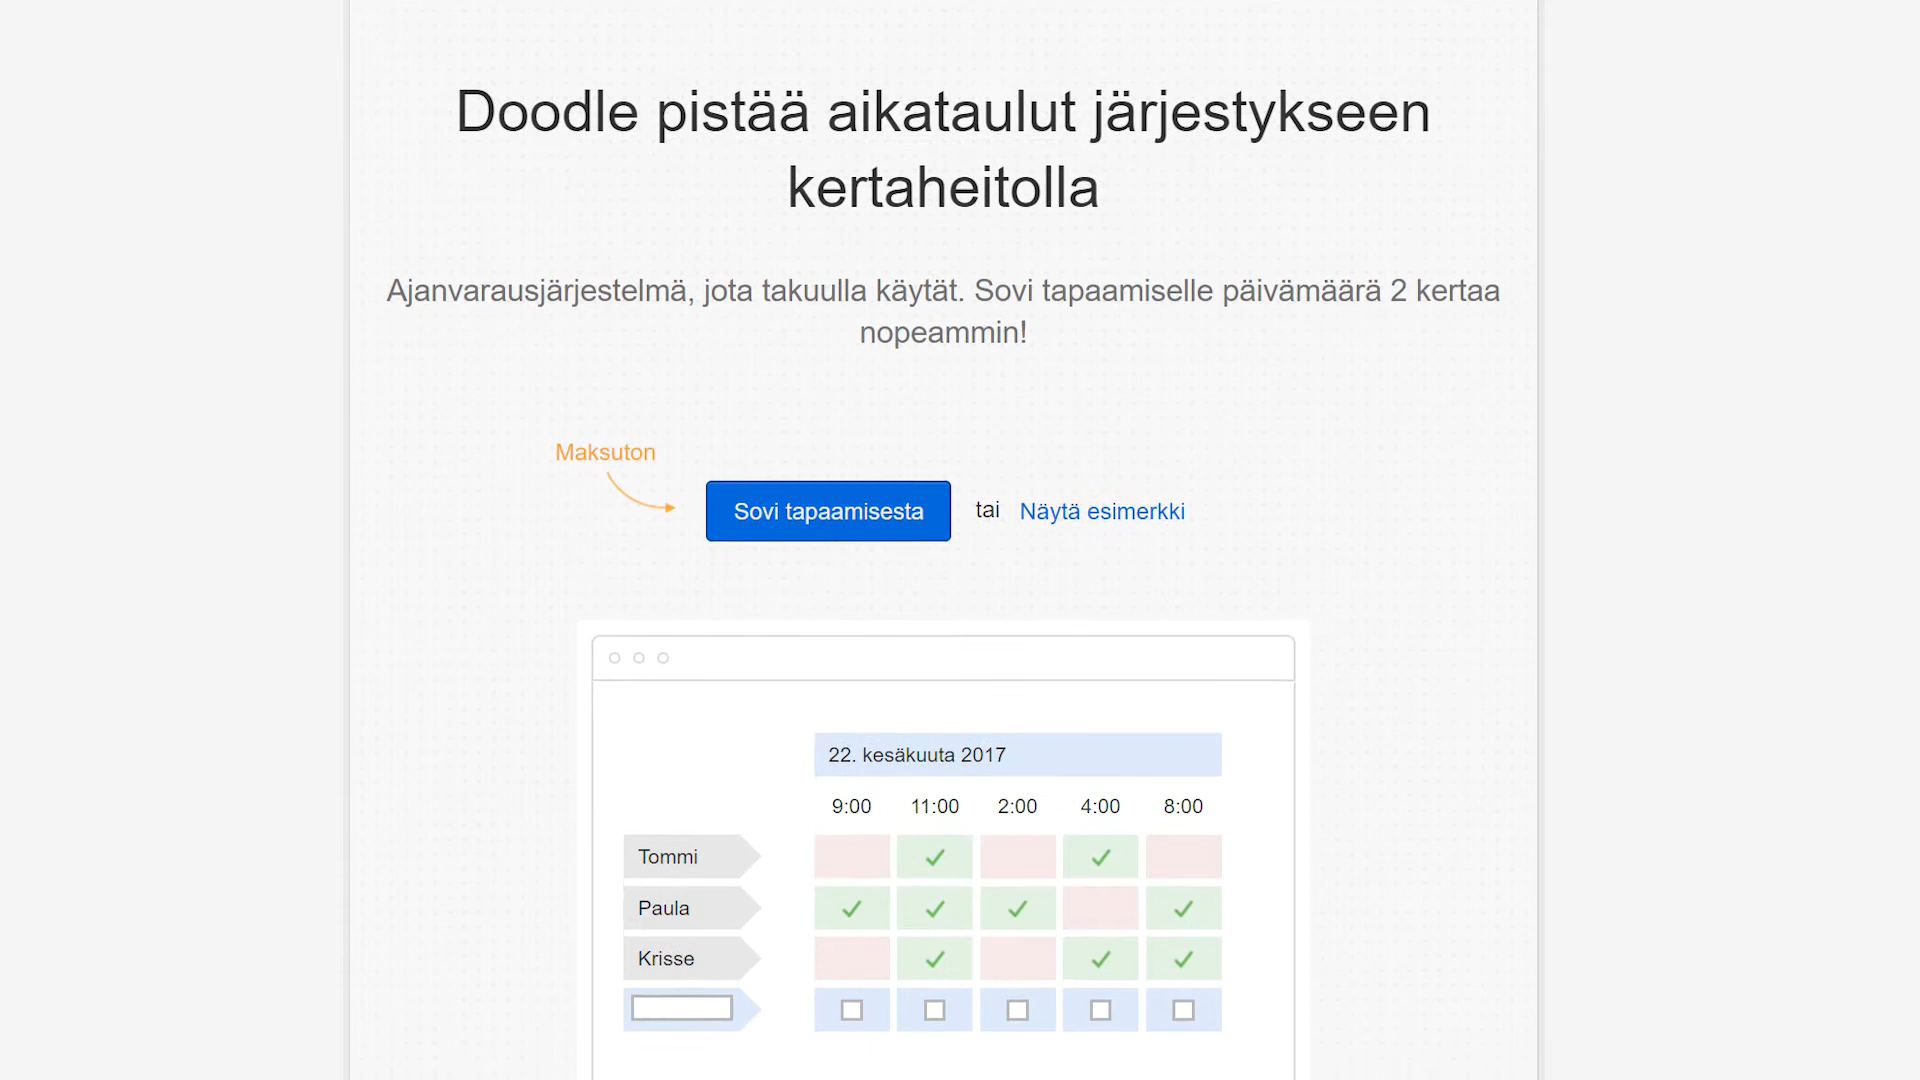 Doodle pistää aikataulut järjestykseen
kertaheitolla
Ajanvarausjärjestelmä, jota takuulla käytät. Sovi tapaamiselle päivämäärä 2 kertaa
nopeammin!
Maksuton
Sovi tapaamisesta tai Näytä esimerkki
22. kesäkuuta 2017
9:00 11:00 2:00 4:00 8:00
Tommi
Paula
Krisse